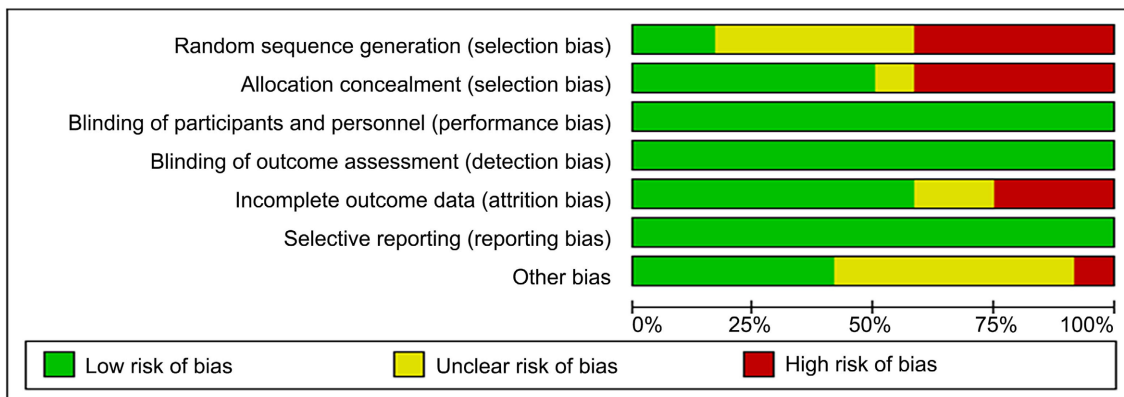 Random sequence generation (selection bias)
Allocation concealment (selection bias)
Blinding of participants and personnel (performance bias)
Blinding of outcome assessment (detection bias)
Incomplete outcome data (attrition bias)
Selective reporting (reporting bias)
Other bias
0% 25% 50% 75% 100%
Low risk of bias Unclear risk of bias High risk of bias